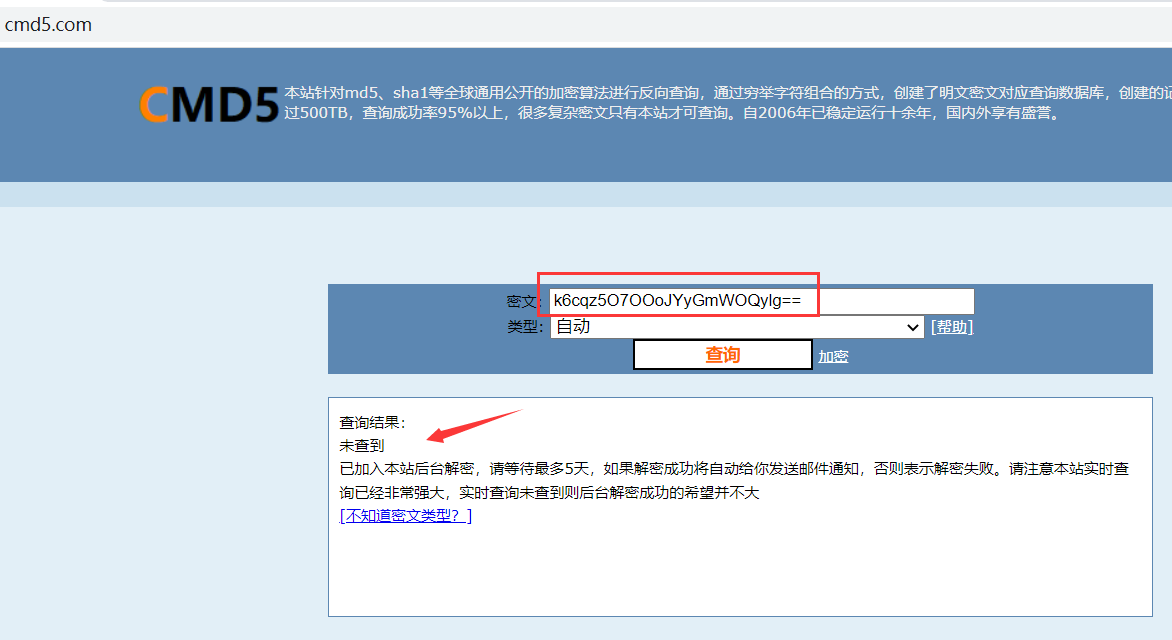 cmd5.com
CMD5
本站针对md5、sha1等全球通用公开的加密算法进行反向查询，通过穷举字符组合的方式，创建了明文密文对应查询数据库，创建的记
过500TB，查询成功率95%以上，很多复杂密文只有本站才可查询。自2006年已稳定运行十余年，国内外享有盛誉。
密文: k6cqz5O7OOoJYyGmWOQylg==
类型: 自动 [帮助]
查询 加密
查询结果:
未查到
已加入本站后台解密，请等待最多5天，如果解密成功将自动给你发送邮件通知，否则表示解密失败。请注意本站实时查
询已经非常强大，实时查询未查到则后台解密成功的希望并不大
[不知道密文类型？]